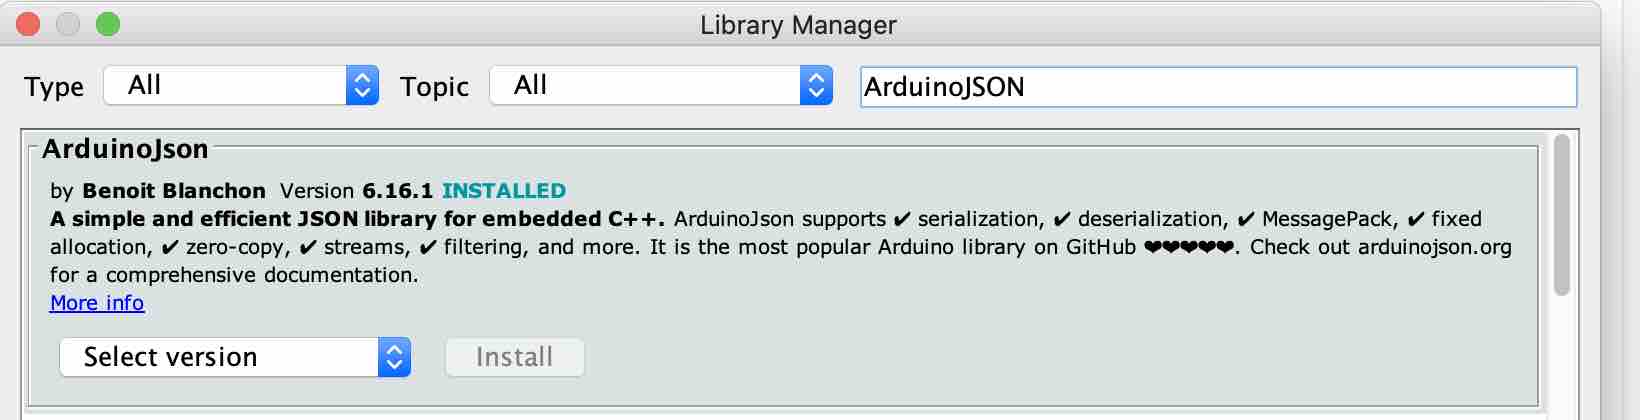 Library Manager
Type All Topic All ArduinoJSON
ArduinoJson
by Benoit Blanchon Version 6.16.1 INSTALLED
A simple and efficient JSON library for embedded C++. ArduinoJson supports ✔ serialization, ✔ deserialization, ✔ MessagePack, ✔ fixed
allocation, ✔ zero-copy, ✔ streams, ✔ filtering, and more. It is the most popular Arduino library on GitHub ❤❤❤❤❤. Check out arduinojson.org
for a comprehensive documentation.
More info
Select version Install